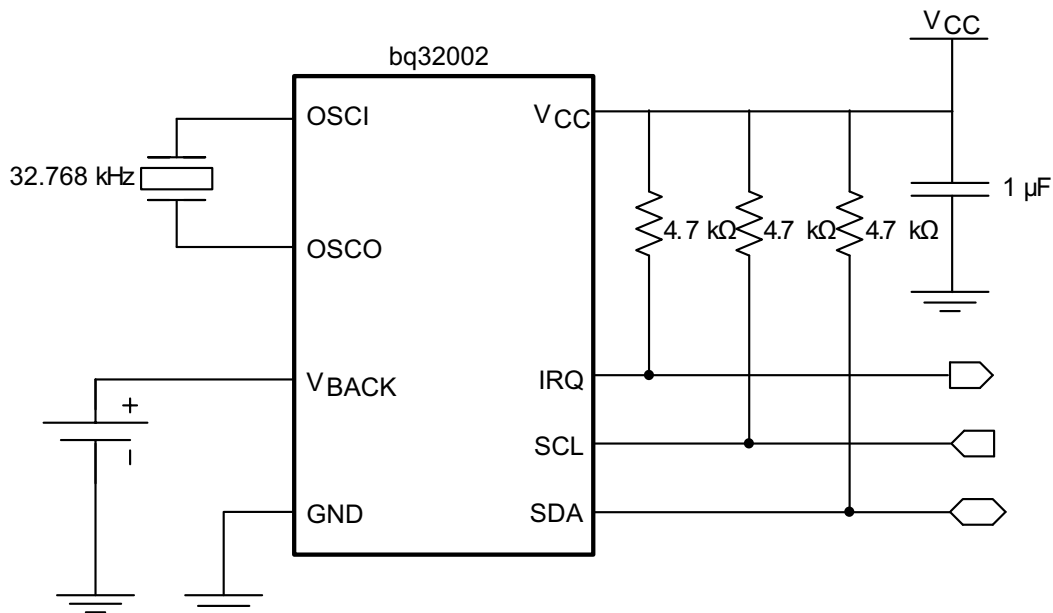 VCC
bq32002
OSCI
VCC
32.768 kHz
1 µF
4.7 kΩ 4.7 kΩ 4.7 kΩ
OSCO
VBACK
IRQ
+
SCL
–
GND
SDA